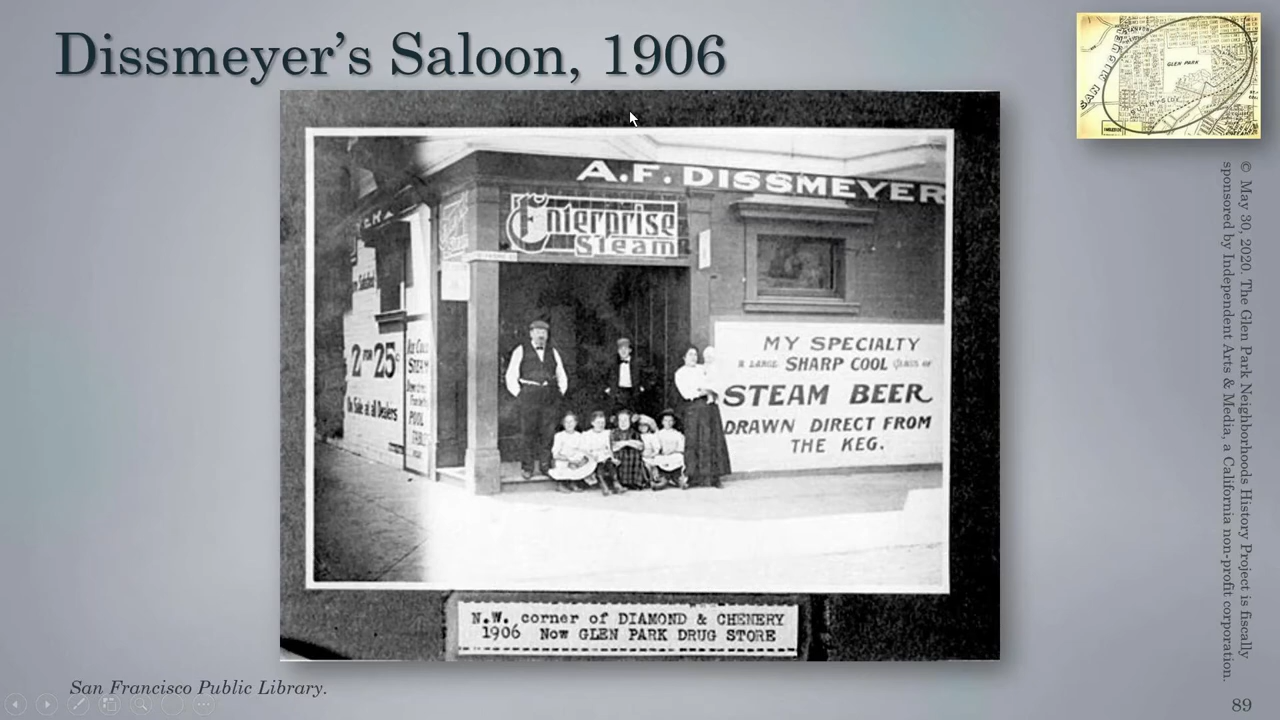 Dissmeyer's Saloon, 1906
GLEN PARK
A.F. DISSMEYER
Enterprise
Steam
2 FOR 25¢
On Sale at all Dealers
STEAM
POOL
MY SPECIALTY
A LARGE SHARP COOL GLASS OF
STEAM BEER
DRAWN DIRECT FROM
THE KEG.
N.W. corner of DIAMOND & CHENERY
1906 Now GLEN PARK DRUG STORE
San Francisco Public Library.
© May 30, 2020. The Glen Park Neighborhoods History Project is fiscally
sponsored by Independent Arts & Media, a California non-profit corporation.
89